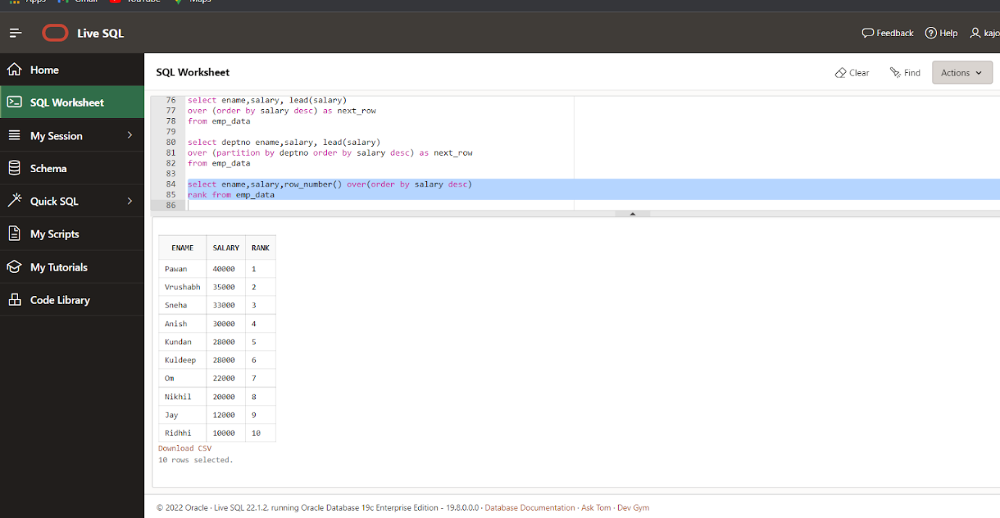 Apps Gmail YouTube Maps
Live SQL
Feedback Help kajo
Home
SQL Worksheet
My Session
Schema
Quick SQL
My Scripts
My Tutorials
Code Library
SQL Worksheet
Clear Find Actions
76 select ename,salary, lead(salary)
77 over (order by salary desc) as next_row
78 from emp_data
79
80 select deptno ename,salary, lead(salary)
81 over (partition by deptno order by salary desc) as next_row
82 from emp_data
83
84 select ename,salary,row_number() over(order by salary desc)
85 rank from emp_data
86
ENAME SALARY RANK
Pawan 40000 1
Vrushabh 35000 2
Sneha 33000 3
Anish 30000 4
Kundan 28000 5
Kuldeep 28000 6
Om 22000 7
Nikhil 20000 8
Jay 12000 9
Ridhhi 10000 10
Download CSV
10 rows selected.
© 2022 Oracle · Live SQL 22.1.2, running Oracle Database 19c Enterprise Edition - 19.8.0.0.0 · Database Documentation · Ask Tom · Dev Gym